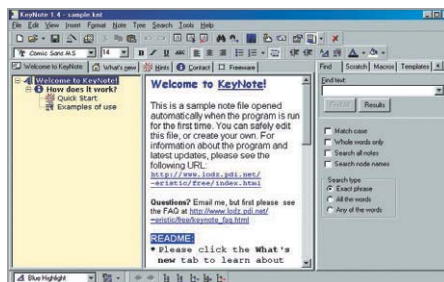 KeyNote 1.4 - sample.knt
File Edit View Insert Format Note Tree Search Tools Help
Comic Sans MS 14 B I U
Welcome to KeyNote What's new Hints Contact Freeware
Find Scratch Macros Templates
Welcome to KeyNote!
How does it work?
Quick Start
Examples of use
Welcome to KeyNote!
This is a sample note file opened
automatically when the program is run
for the first time. You can safely edit
this file, or create your own. For
information about the program and
latest updates, please see the
following URL:
http://www.lodz.pdi.net/
~eristic/free/index.html
Questions? Email me, but first please see
the FAQ at http://www.lodz.pdi.net/
~eristic/free/keynote_faq.html
README:
• Please click the What's
new tab to learn about
Find text:
Find All Results
Match case
Whole words only
Search all notes
Search node names
Search type
Exact phrase
All the words
Any of the words
Blue Highlight